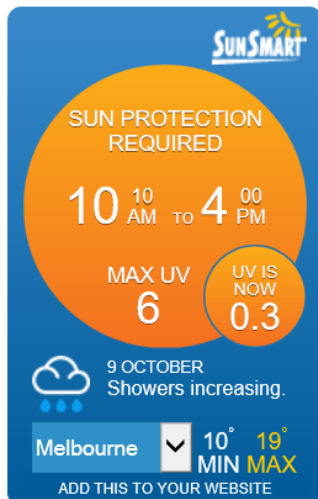 SUNSMART
SUN PROTECTION
REQUIRED
10 10 AM TO 4 00 PM
MAX UV
6
UV IS
NOW
0.3
9 OCTOBER
Showers increasing.
Melbourne
10° 19°
MIN MAX
ADD THIS TO YOUR WEBSITE